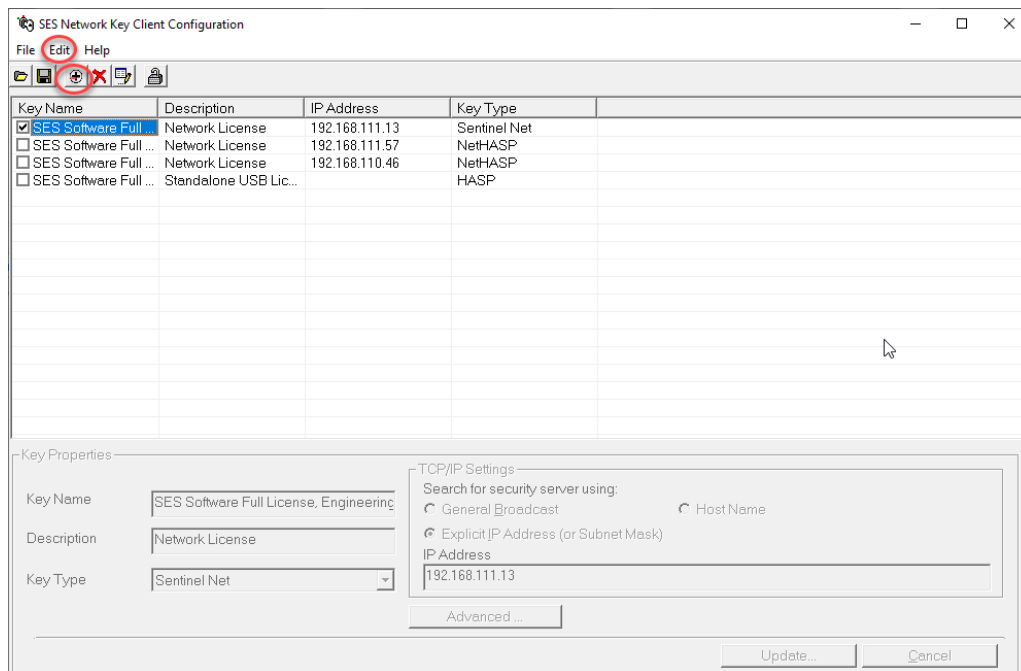 SES Network Key Client Configuration
File Edit Help
Key Name Description IP Address Key Type
SES Software Full ... Network License 192.168.111.13 Sentinel Net
SES Software Full ... Network License 192.168.111.57 NetHASP
SES Software Full ... Network License 192.168.110.46 NetHASP
SES Software Full ... Standalone USB Lic... HASP
Key Properties
Key Name SES Software Full License, Engineering
Description Network License
Key Type Sentinel Net
TCP/IP Settings
Search for security server using:
General Broadcast Host Name
Explicit IP Address (or Subnet Mask)
IP Address
192.168.111.13
Advanced ...
Update... Cancel